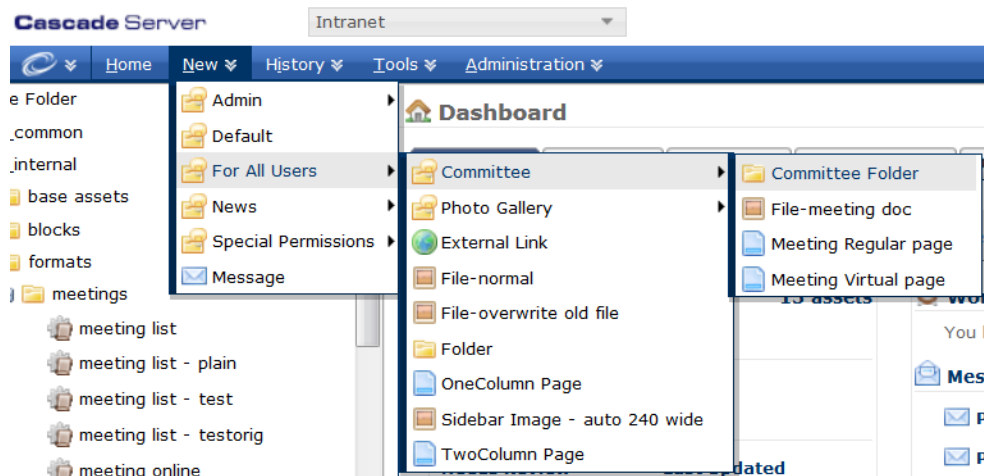 Cascade Server
Intranet
Home New History Tools Administration
e Folder
_common
_internal
base assets
blocks
formats
meetings
meeting list
meeting list - plain
meeting list - test
meeting list - testorig
meeting online
Admin
Default
For All Users
News
Special Permissions
Message
Dashboard
Committee
Photo Gallery
External Link
File-normal
File-overwrite old file
Folder
OneColumn Page
Sidebar Image - auto 240 wide
TwoColumn Page
Committee Folder
File-meeting doc
Meeting Regular page
Meeting Virtual page
15 assets
You
Mes